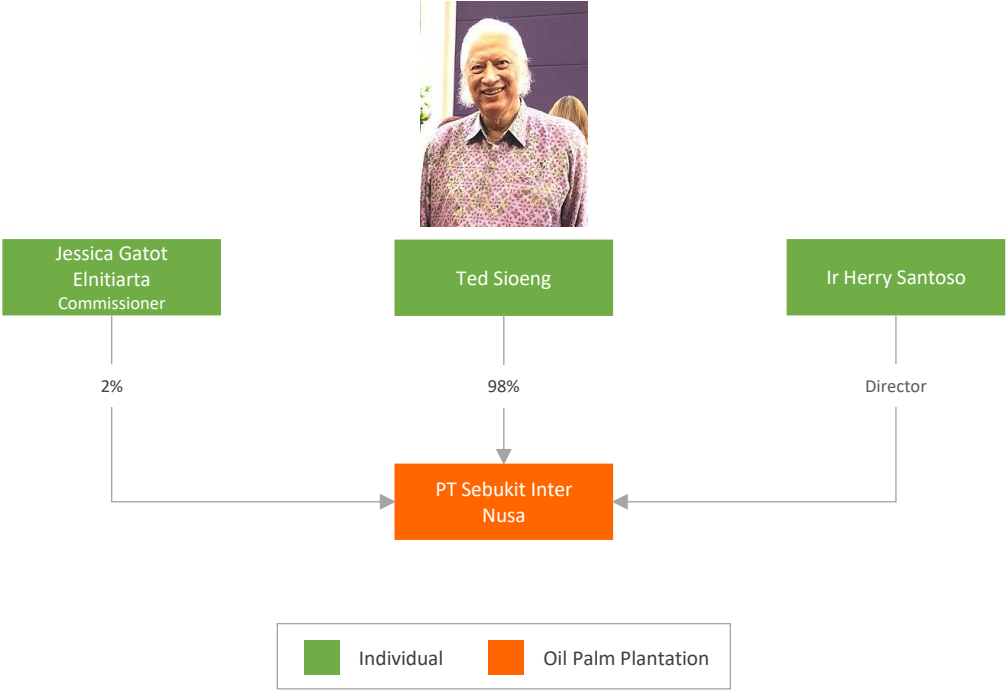 Jessica Gatot
Elnitiarta
Commissioner
Ted Sioeng
Ir Herry Santoso
2%
98%
Director
PT Sebukit Inter
Nusa
Individual
Oil Palm Plantation